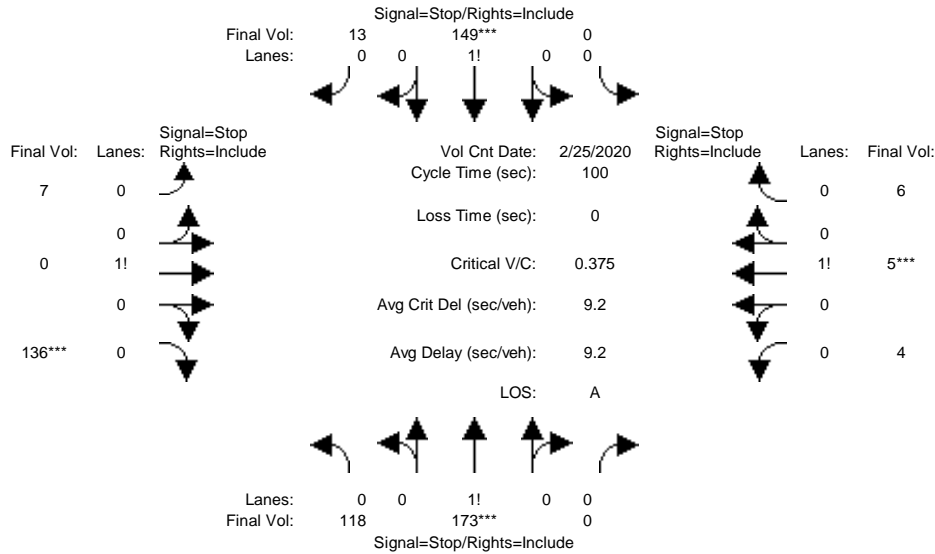 Signal=Stop/Rights=Include
Final Vol: 13 149*** 0
Lanes: 0 0 1! 0 0
Signal=Stop Signal=Stop
Final Vol: Lanes: Rights=Include Vol Cnt Date: 2/25/2020 Rights=Include Lanes: Final Vol:
Cycle Time (sec): 100
7 0 0 6
Loss Time (sec): 0
0 0
0 1! Critical V/C: 0.375 1! 5***
0 Avg Crit Del (sec/veh): 9.2 0
136*** 0 Avg Delay (sec/veh): 9.2 0 4
LOS: A
Lanes: 0 0 1! 0 0
Final Vol: 118 173*** 0
Signal=Stop/Rights=Include